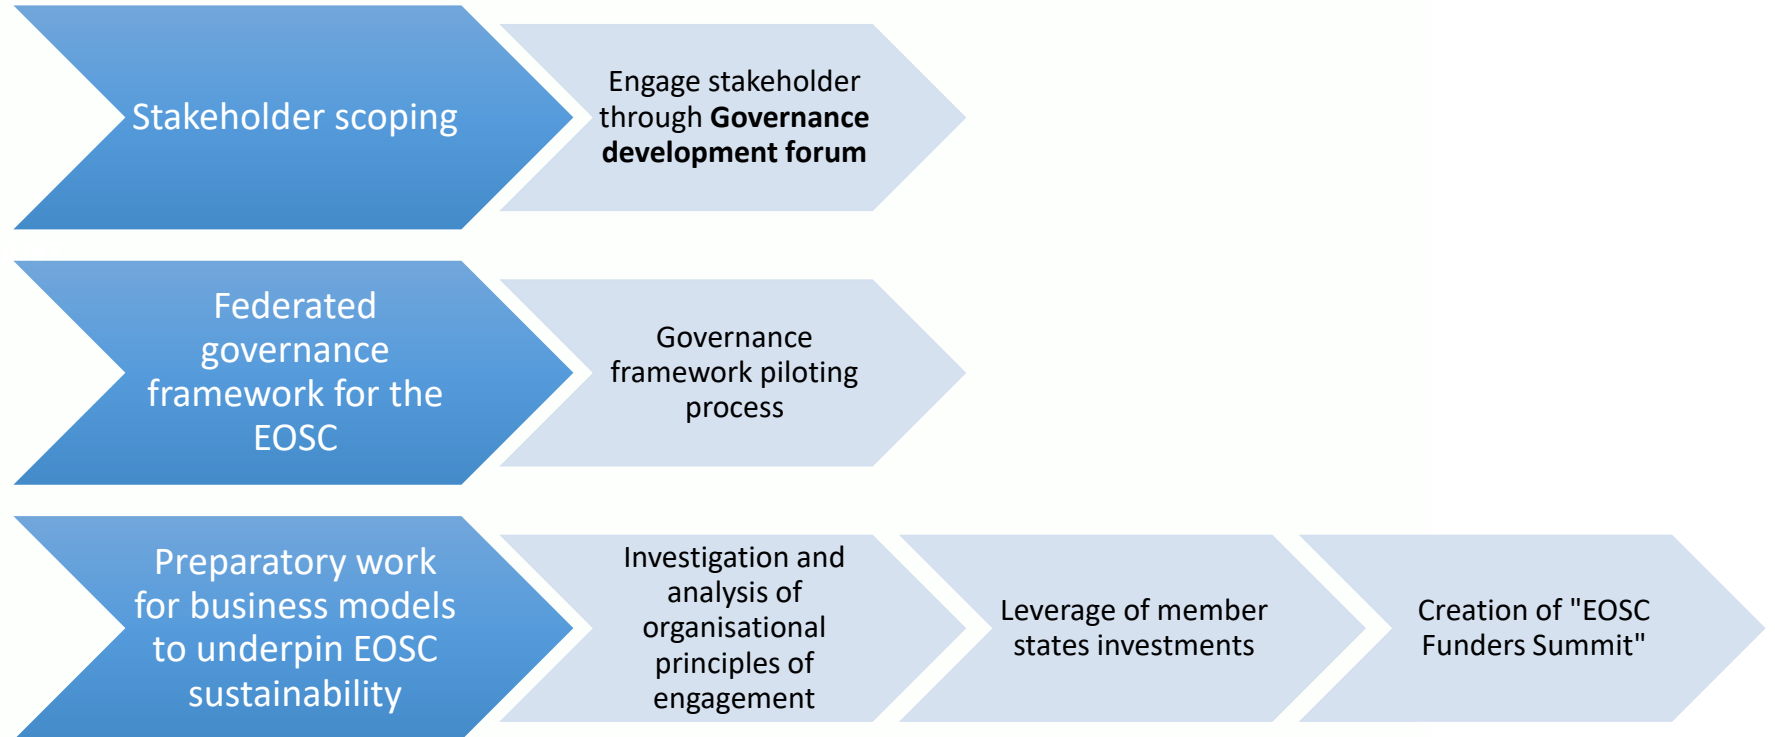 Stakeholder scoping
Engage stakeholder
through Governance
development forum
Federated
governance
framework for the
EOSC
Governance
framework piloting
process
Preparatory work
for business models
to underpin EOSC
sustainability
Investigation and
analysis of
organisational
principles of
engagement
Leverage of member
states investments
Creation of "EOSC
Funders Summit"